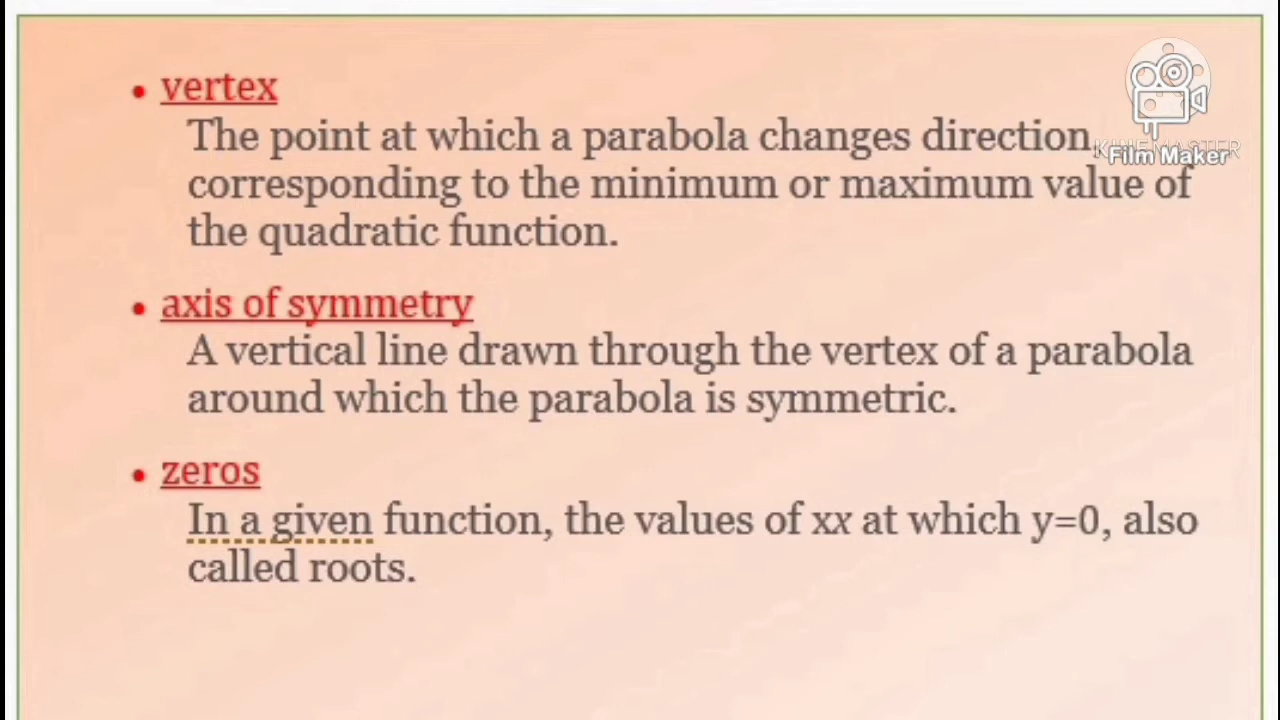 • vertex
The point at which a parabola changes direction,
corresponding to the minimum or maximum value of
the quadratic function.
• axis of symmetry
A vertical line drawn through the vertex of a parabola
around which the parabola is symmetric.
• zeros
In a given function, the values of xx at which y=0, also
called roots.
KINEMASTER
Film Maker